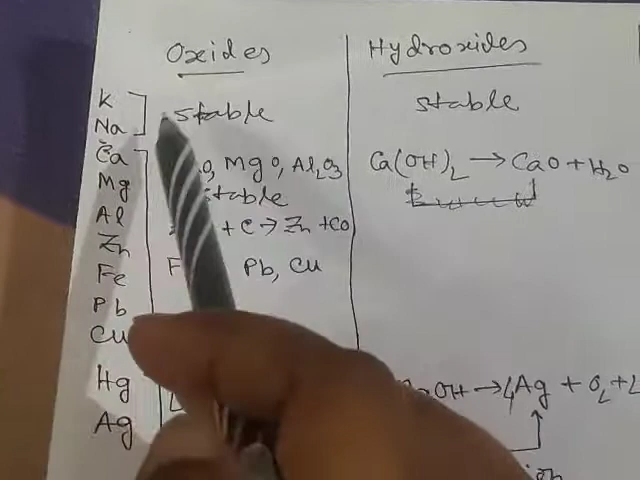 Oxides
Hydroxides
K
stable
stable
Na
Ca
O, MgO, Al₂O₃
Ca(OH)₂ → CaO + H₂O
Mg
stable
Al
+ C → Zn + Co
Zn
Fe
F Pb, Cu
Pb
Cu
Hg
OH → 4Ag + O₂ +
Ag